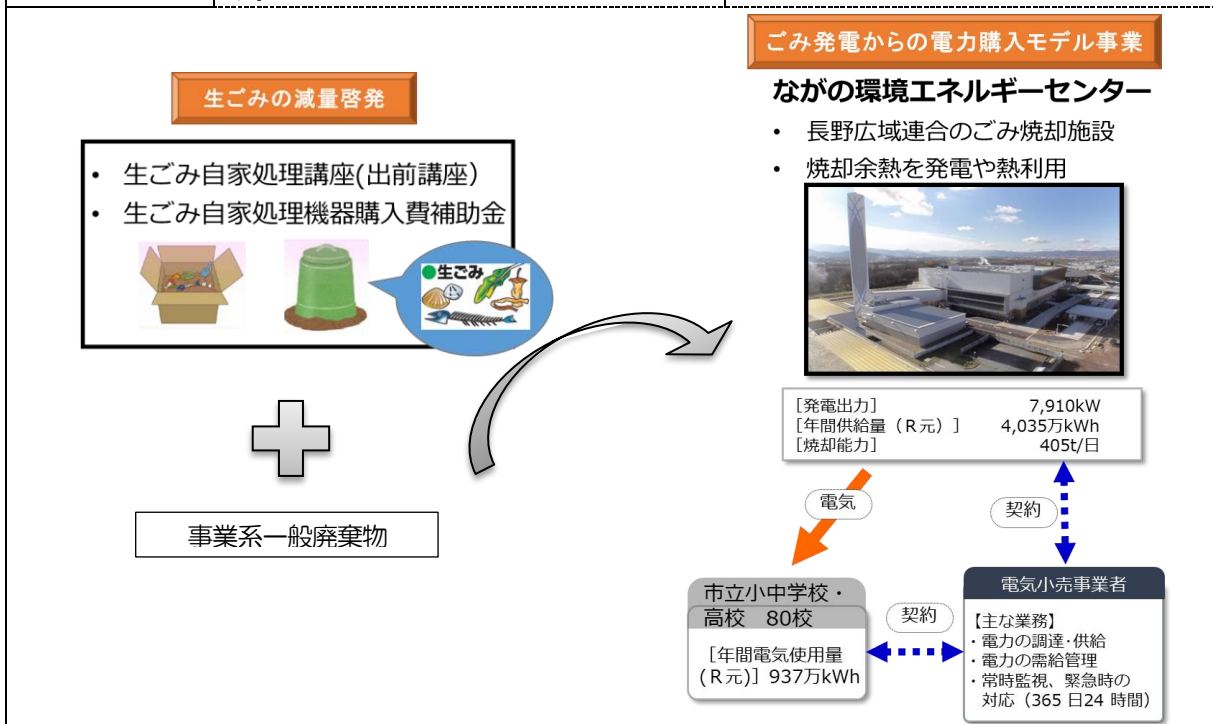 生ごみの減量啓発
• 生ごみ自家処理講座(出前講座)
• 生ごみ自家処理機器購入費補助金
●生ごみ
事業系一般廃棄物
ごみ発電からの電力購入モデル事業
ながの環境エネルギーセンター
• 長野広域連合のごみ焼却施設
• 焼却余熱を発電や熱利用
[発電出力] 7,910kW
[年間供給量(R元)] 4,035万kWh
[焼却能力] 405t/日
電気
契約
市立小中学校・
高校 80校
[年間電気使用量
(R元)] 937万kWh
契約
電気小売事業者
【主な業務】
・電力の調達・供給
・電力の需給管理
・常時監視、緊急時の
対応(365 日24 時間)